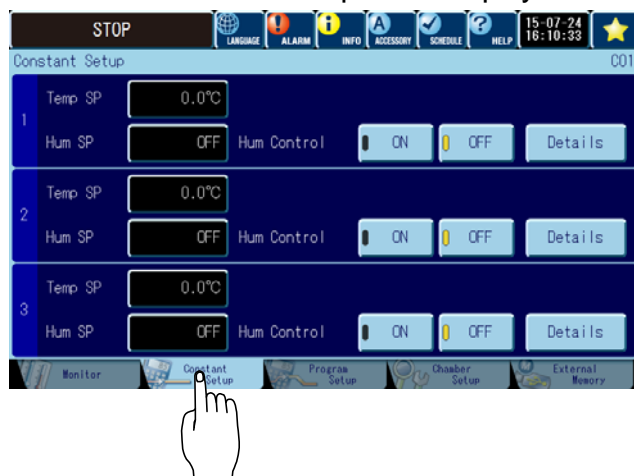 STOP LANGUAGE ALARM INFO ACCESSORY SCHEDULE HELP 15-07-24
16:10:33
Constant Setup CO1
1 Temp SP 0.0°C
Hum SP OFF Hum Control ON OFF Details
2 Temp SP 0.0°C
Hum SP OFF Hum Control ON OFF Details
3 Temp SP 0.0°C
Hum SP OFF Hum Control ON OFF Details
Monitor Constant Setup Program Setup Chamber Setup External Memory